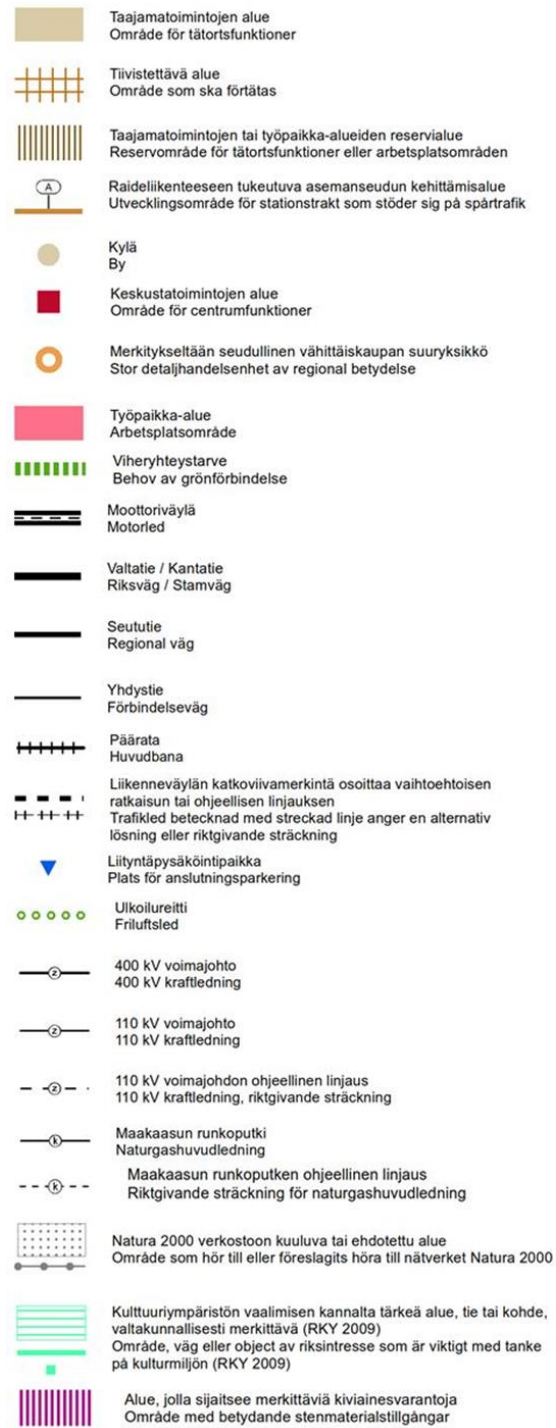 Taajamatoimintojen alue
Område för tätortsfunktioner
Tiivistettävä alue
Område som ska förtätas
Taajamatoimintojen tai työpaikka-alueiden reservialue
Reservområde för tätortsfunktioner eller arbetsplatsområden
A
Raideliikenteeseen tukeutuva asemanseudun kehittämisalue
Utvecklingsområde för stationstrakt som stöder sig på spårtrafik
Kylä
By
Keskustatoimintojen alue
Område för centrumfunktioner
Merkitykseltään seudullinen vähittäiskaupan suuryksikkö
Stor detaljhandelsenhet av regional betydelse
Työpaikka-alue
Arbetsplatsområde
Viheryhteystarve
Behov av grönförbindelse
Moottoriväylä
Motorled
Valtatie / Kantatie
Riksväg / Stamväg
Seututie
Regional väg
Yhdystie
Förbindelseväg
Päärata
Huvudbana
Liikenneväylän katkoviivamerkintä osoittaa vaihtoehtoisen
ratkaisun tai ohjeellisen linjauksen
Trafikled betecknad med streckad linje anger en alternativ
lösning eller riktgivande sträckning
Liityntäpysäköintipaikka
Plats för anslutningsparkering
Ulkoilureitti
Friluftsled
z
400 kV voimajohto
400 kV kraftledning
z
110 kV voimajohto
110 kV kraftledning
z
110 kV voimajohdon ohjeellinen linjaus
110 kV kraftledning, riktgivande sträckning
k
Maakaasun runkoputki
Naturgashuvudledning
k
Maakaasun runkoputken ohjeellinen linjaus
Riktgivande sträckning för naturgashuvudledning
Natura 2000 verkostoon kuuluva tai ehdotettu alue
Område som hör till eller föreslagits höra till nätverket Natura 2000
Kulttuuriympäristön vaalimisen kannalta tärkeä alue, tie tai kohde,
valtakunnallisesti merkittävä (RKY 2009)
Område, väg eller object av riksintresse som är viktigt med tanke
på kulturmiljön (RKY 2009)
Alue, jolla sijaitsee merkittäviä kiviainesvarantoja
Område med betydande stenmaterialstillgångar